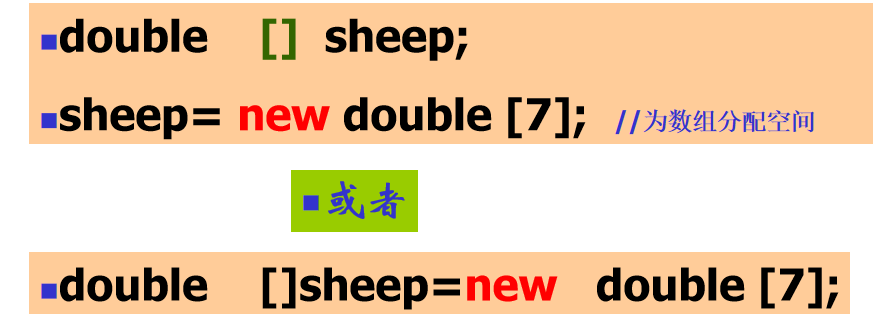 ▪double [] sheep;
▪sheep= new double [7]; //为数组分配空间
▪或者
▪double []sheep=new double [7];